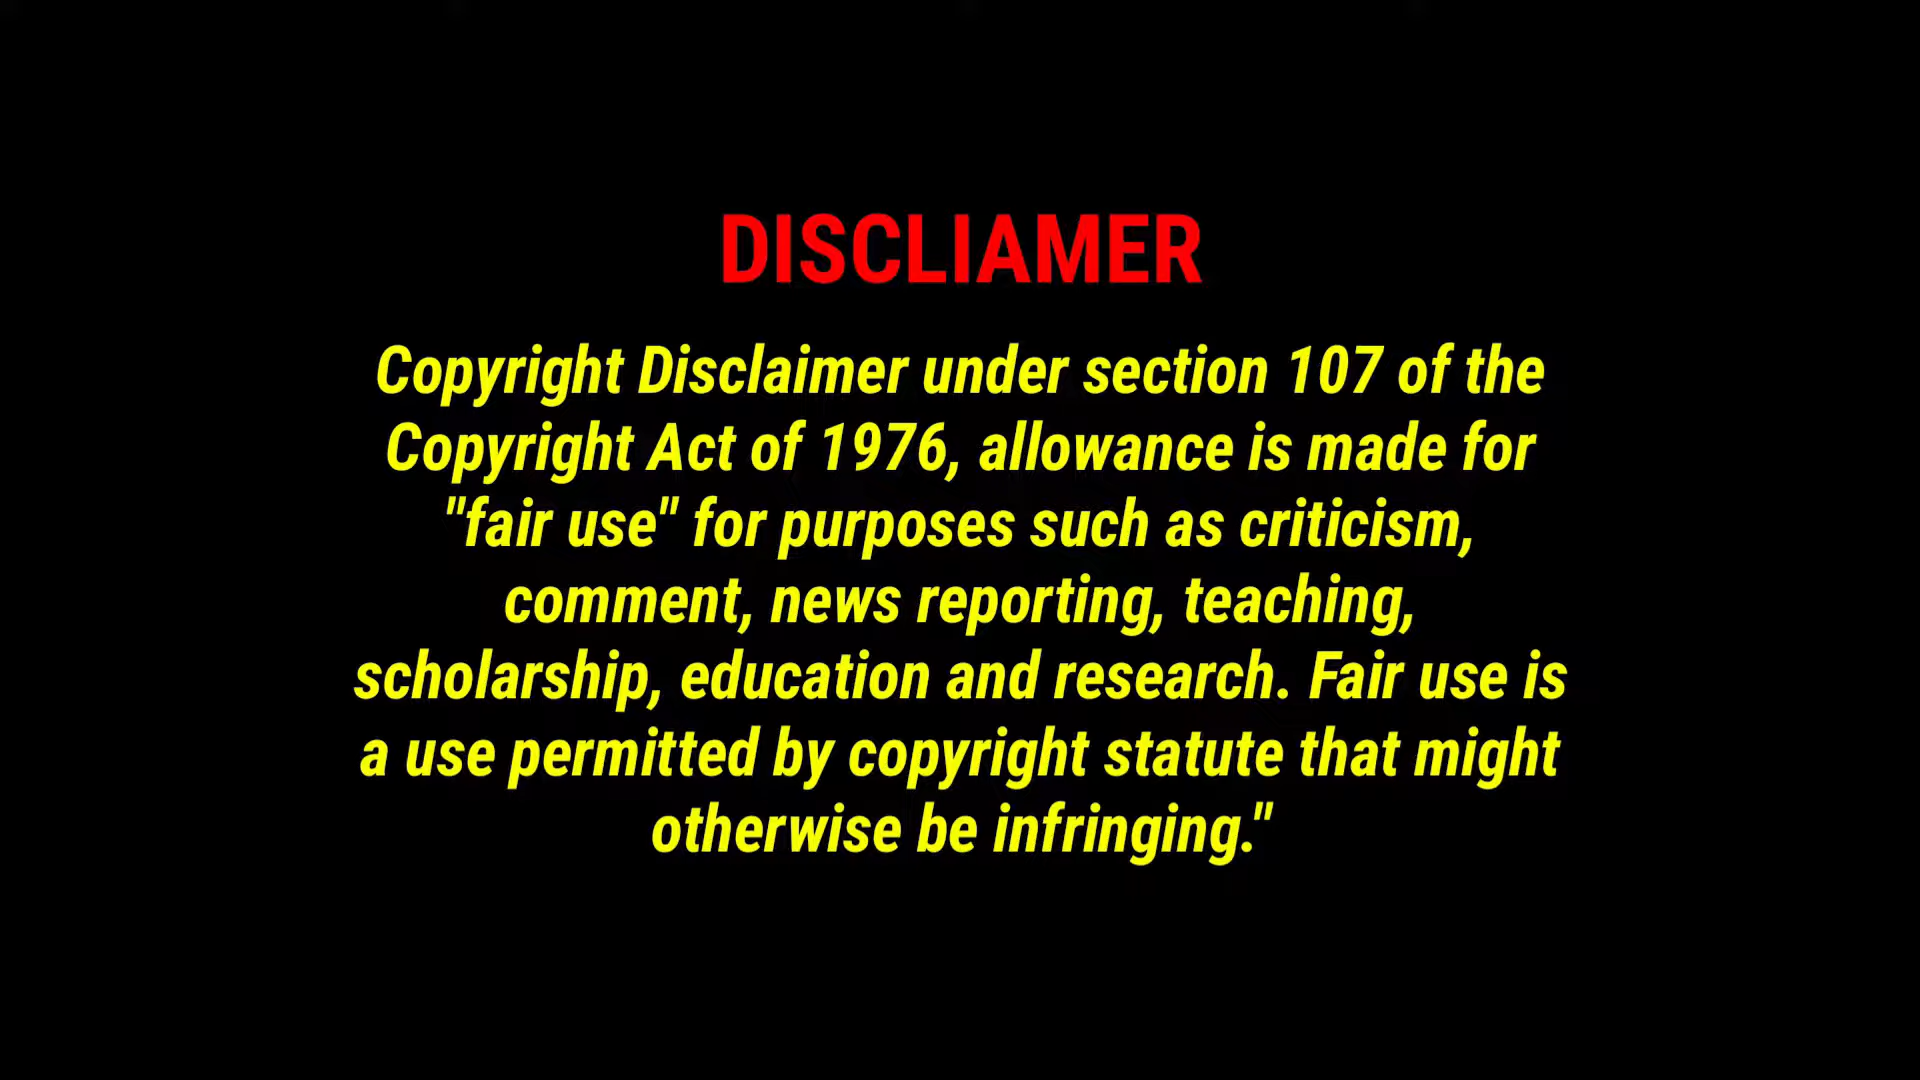 DISCLIAMER
Copyright Disclaimer under section 107 of the
Copyright Act of 1976, allowance is made for
"fair use" for purposes such as criticism,
comment, news reporting, teaching,
scholarship, education and research. Fair use is
a use permitted by copyright statute that might
otherwise be infringing."